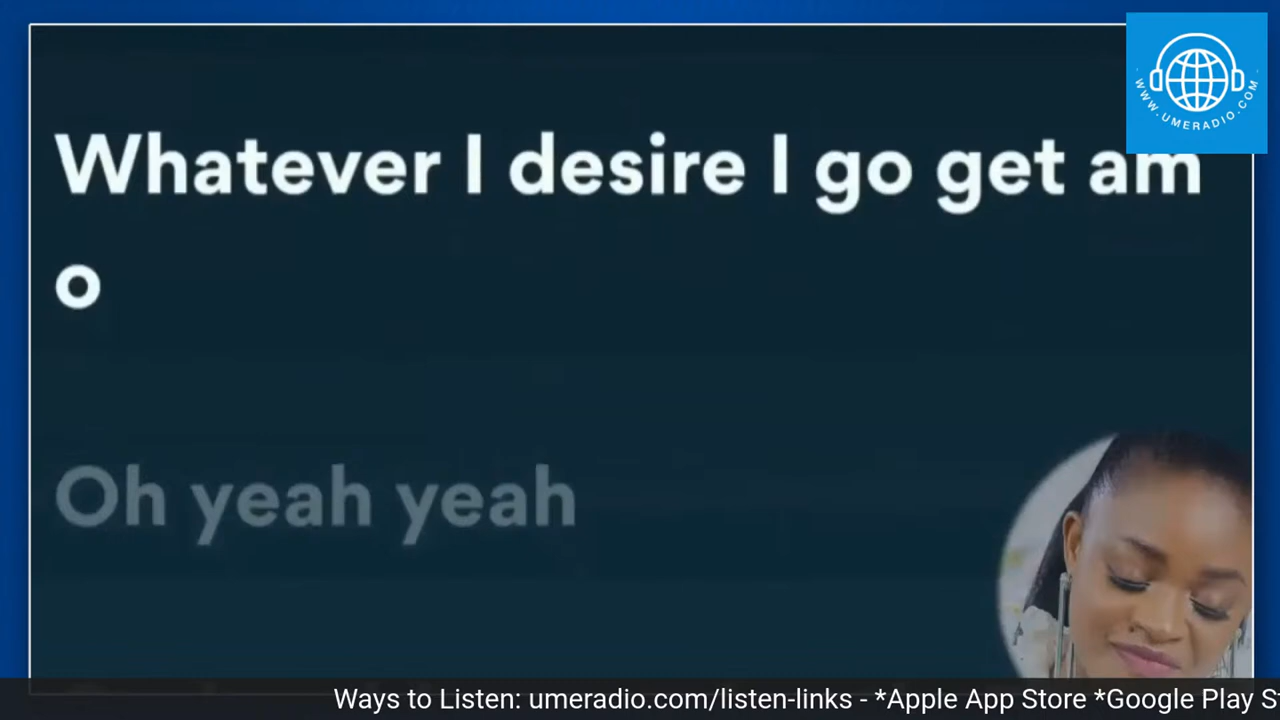 WWW.UMERADIO.COM
Whatever I desire I go get am
o
Oh yeah yeah
Ways to Listen: umeradio.com/listen-links - *Apple App Store *Google Play S